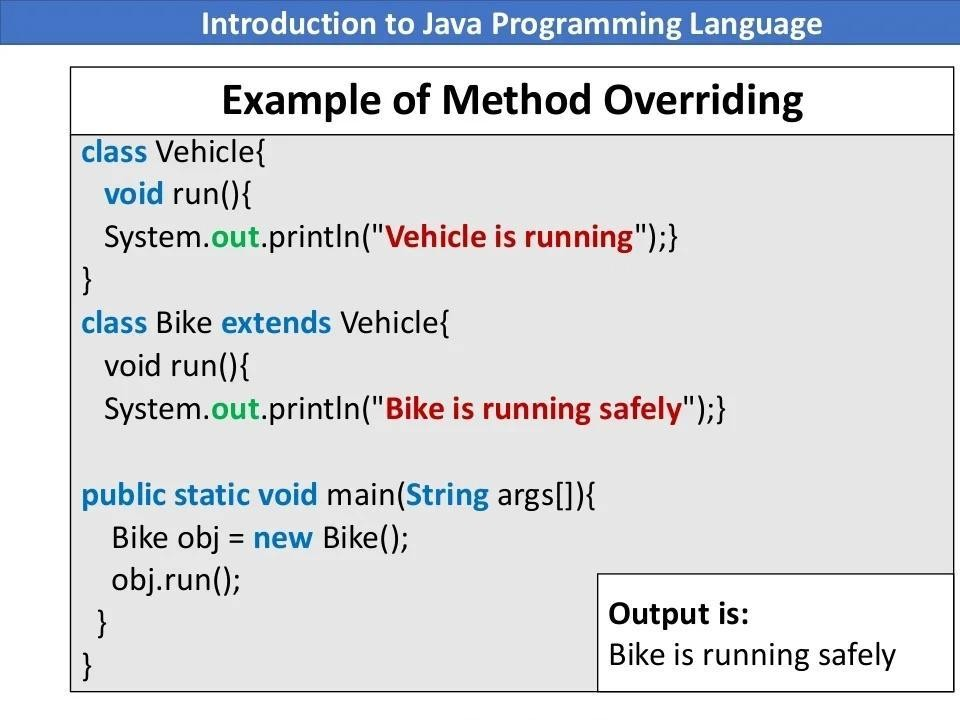 Introduction to Java Programming Language
Example of Method Overriding
class Vehicle{
void run(){
System.out.println("Vehicle is running");}
}
class Bike extends Vehicle{
void run(){
System.out.println("Bike is running safely");}
public static void main(String args[]){
Bike obj = new Bike();
obj.run();
}
}
Output is:
Bike is running safely